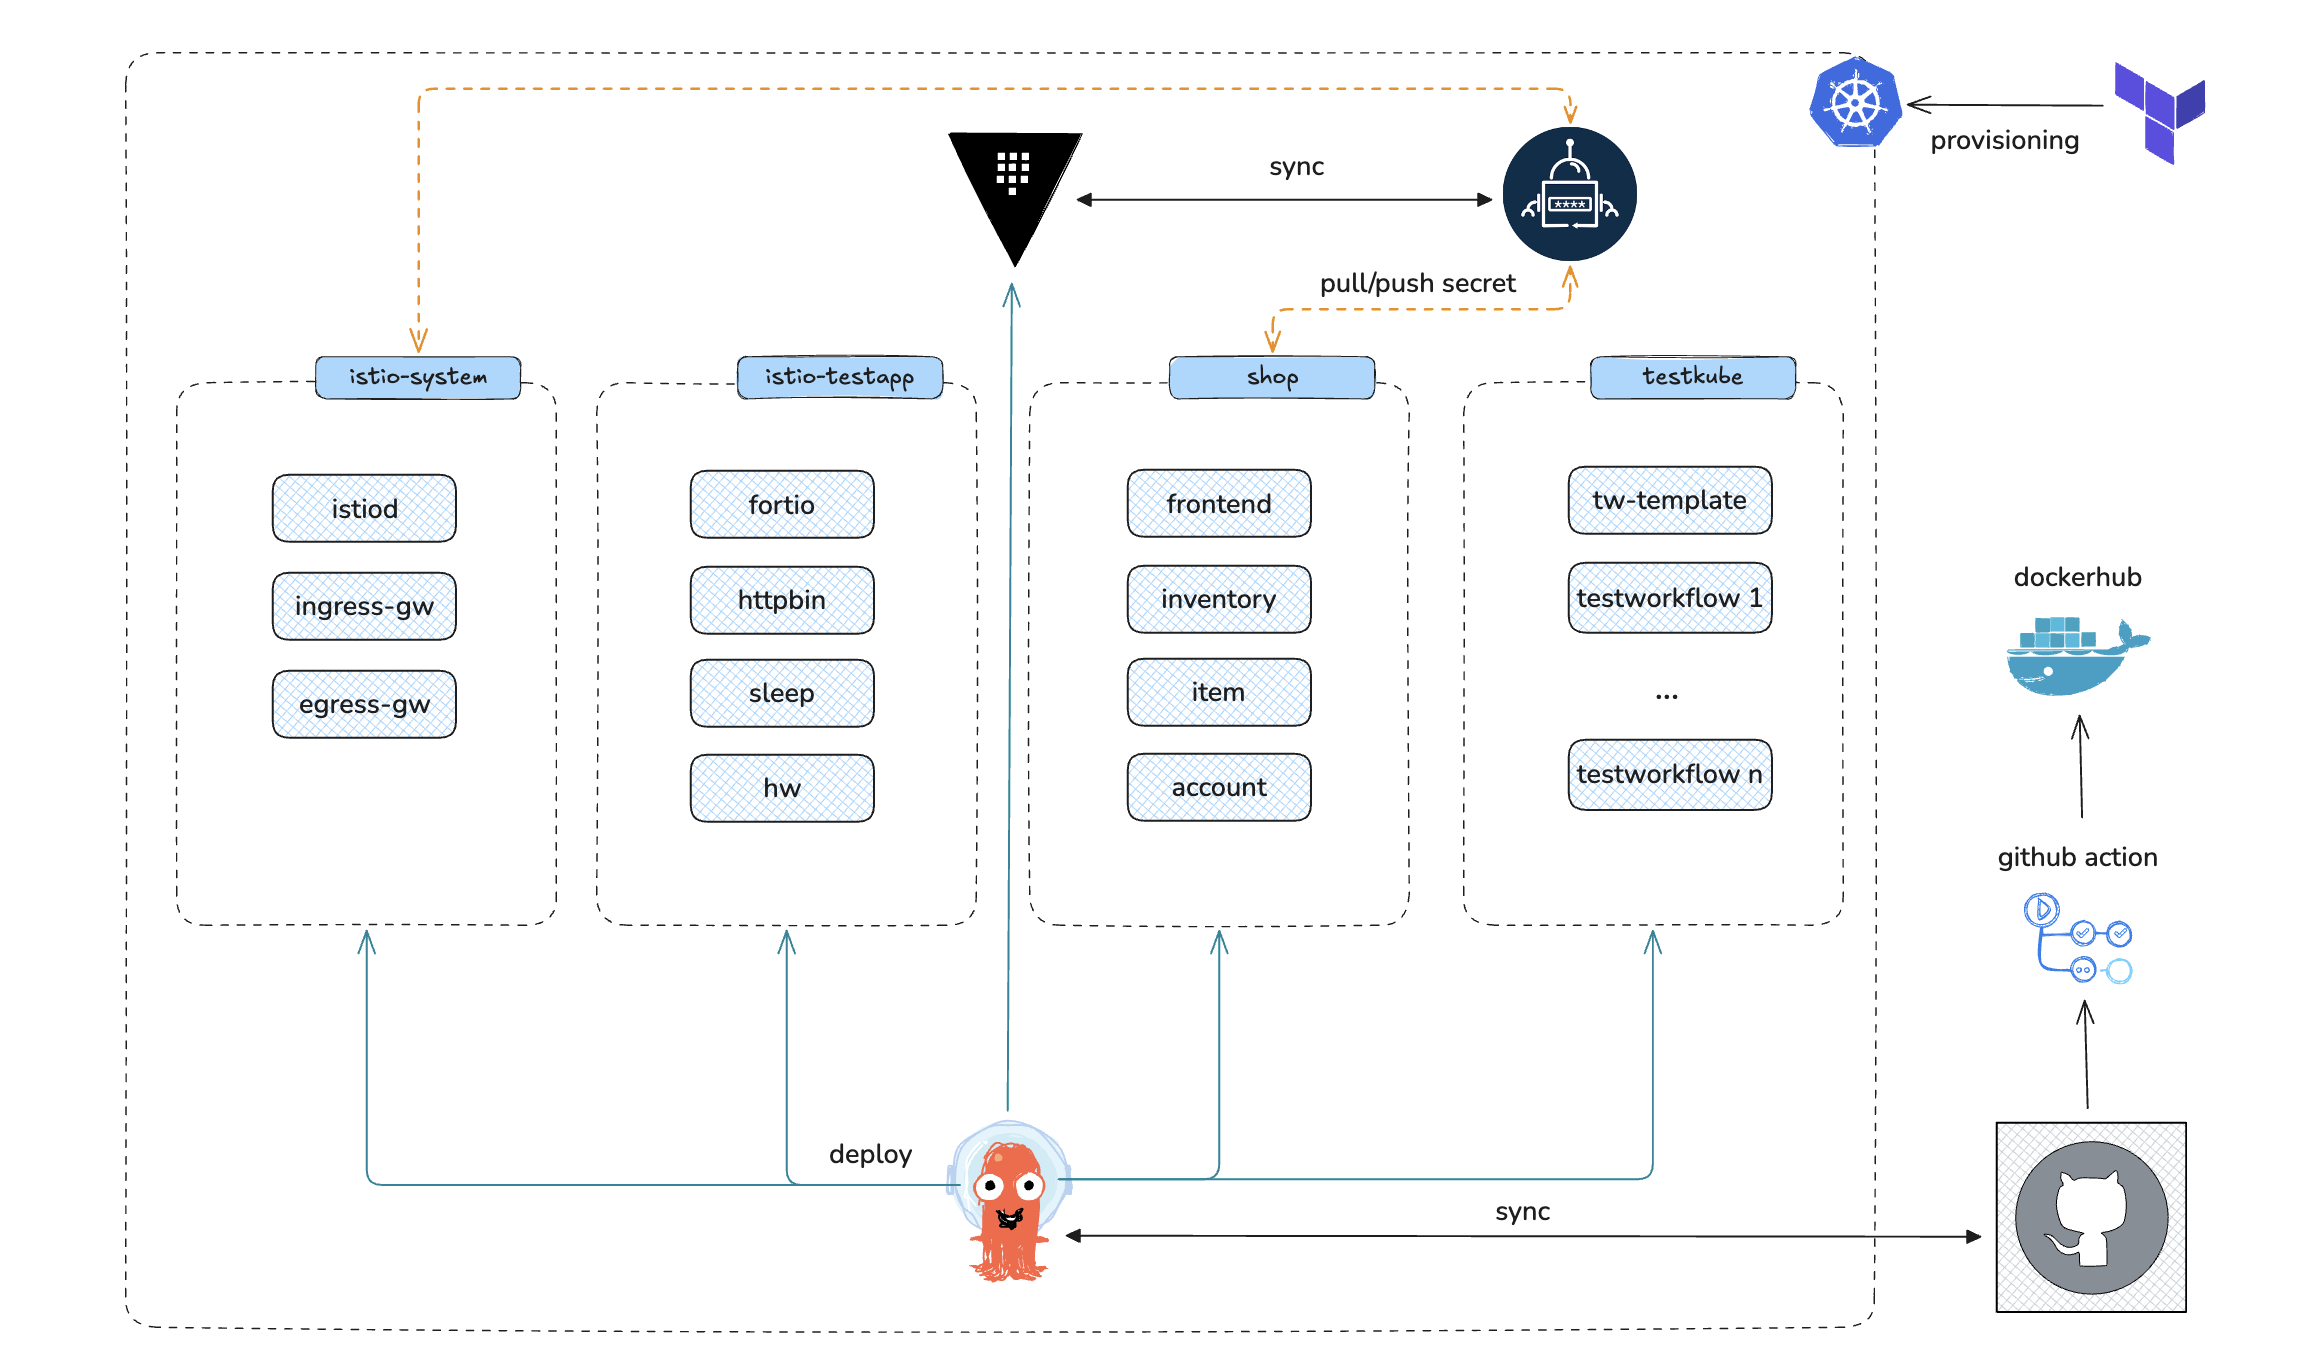 provisioning
sync
****
pull/push secret
istio-system
istio-testapp
shop
testkube
istiod
ingress-gw
egress-gw
fortio
httpbin
sleep
hw
frontend
inventory
item
account
tw-template
testworkflow 1
...
testworkflow n
dockerhub
github action
deploy
sync